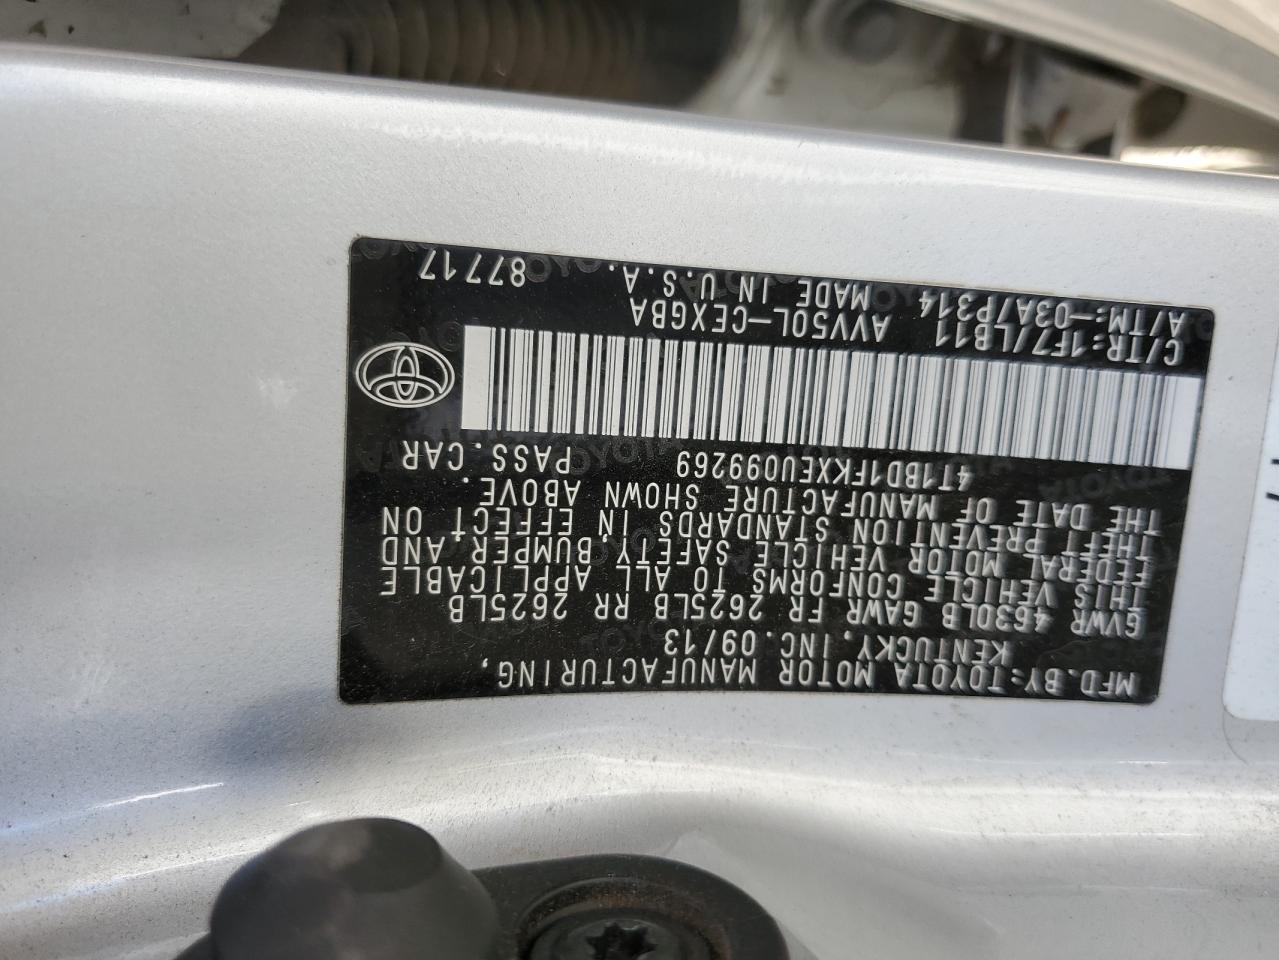 MFD. BY: TOYOTA MOTOR MANUFACTURING,
KENTUCKY, INC. 09/13
GVWR 4630LB GAWR FR 2625LB RR 2625LB
THIS VEHICLE CONFORMS TO ALL APPLICABLE
FEDERAL MOTOR VEHICLE SAFETY, BUMPER AND
THEFT PREVENTION STANDARDS IN EFFECT ON
THE DATE OF MANUFACTURE SHOWN ABOVE.
4T1BD1FKXEU099269 PASS. CAR
C/TR: 1F7/LB11 AVV50L-CEXGBA
A/TM: -03A/P314 MADE IN U.S.A. 87717